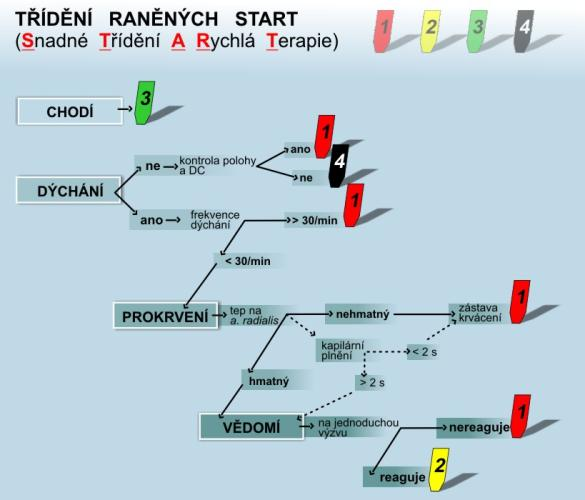 TŘÍDĚNÍ RANĚNÝCH START
(Snadné Třídění A Rychlá Terapie)
1 2 3 4
CHODÍ
3
DÝCHÁNÍ
ne
kontrola polohy
a DC
ano
1
ne
4
ano
frekvence
dýchání
> 30/min
1
< 30/min
PROKRVENÍ
tep na
a. radialis
nehmatný
zástava
krvácení
1
kapilární
plnění
< 2 s
> 2 s
hmatný
VĚDOMÍ
na jednoduchou
výzvu
nereaguje
1
reaguje
2